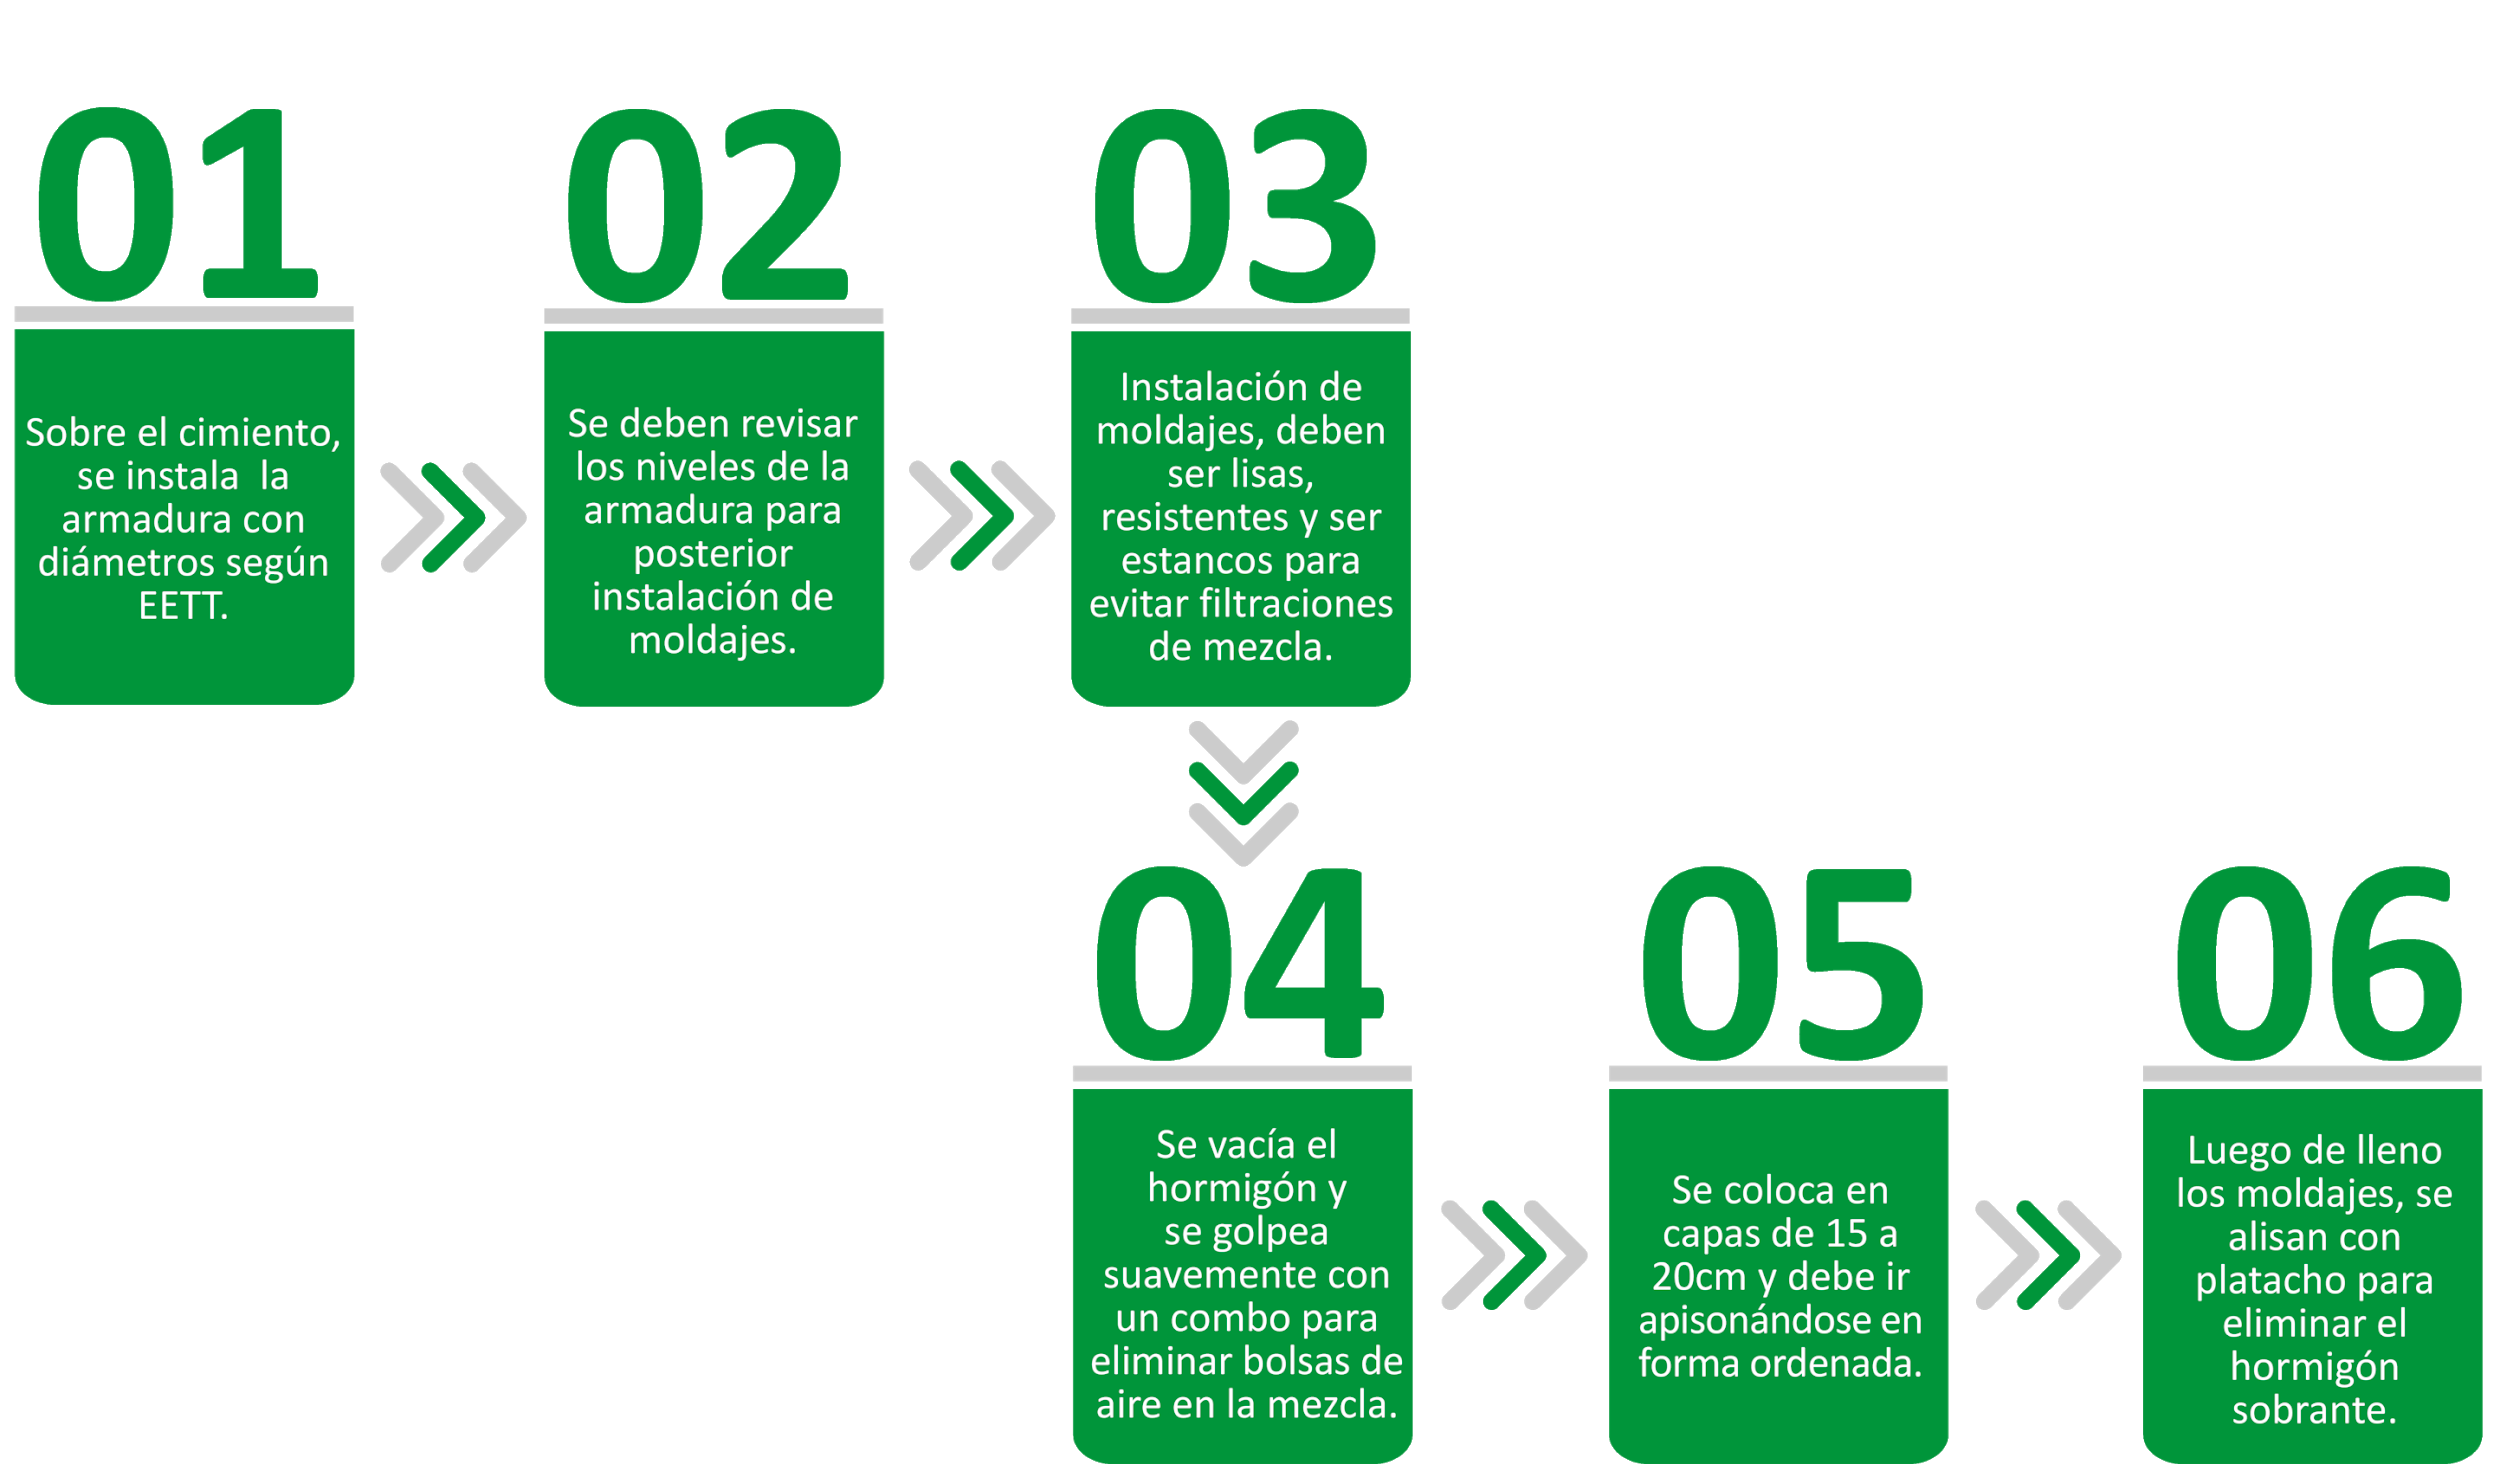 01
Sobre el cimiento,
se instala la
armadura con
diámetros según
EETT.
02
Se deben revisar
los niveles de la
armadura para
posterior
instalación de
moldajes.
03
Instalación de
moldajes, deben
ser lisas,
resistentes y ser
estancos para
evitar filtraciones
de mezcla.
04
Se vacía el
hormigón y
se golpea
suavemente con
un combo para
eliminar bolsas de
aire en la mezcla.
05
Se coloca en
capas de 15 a
20cm y debe ir
apisonándose en
forma ordenada.
06
Luego de lleno
los moldajes, se
alisan con
platacho para
eliminar el
hormigón
sobrante.